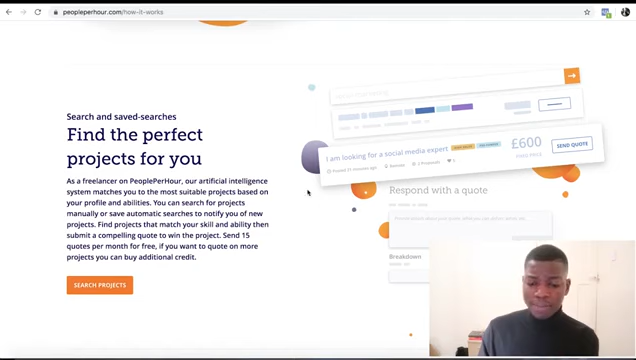 peopleperhour.com/how-it-works
Search and saved-searches
Find the perfect
projects for you
As a freelancer on PeoplePerHour, our artificial intelligence
system matches you to the most suitable projects based on
your profile and abilities. You can search for projects
manually or save automatic searches to notify you of new
projects. Find projects that match your skill and ability then
submit a compelling quote to win the project. Send 15
quotes per month for free, if you want to quote on more
projects you can buy additional credit.
SEARCH PROJECTS
I am looking for a social media expert
£600
FIXED PRICE
SEND QUOTE
Respond with a quote
Breakdown